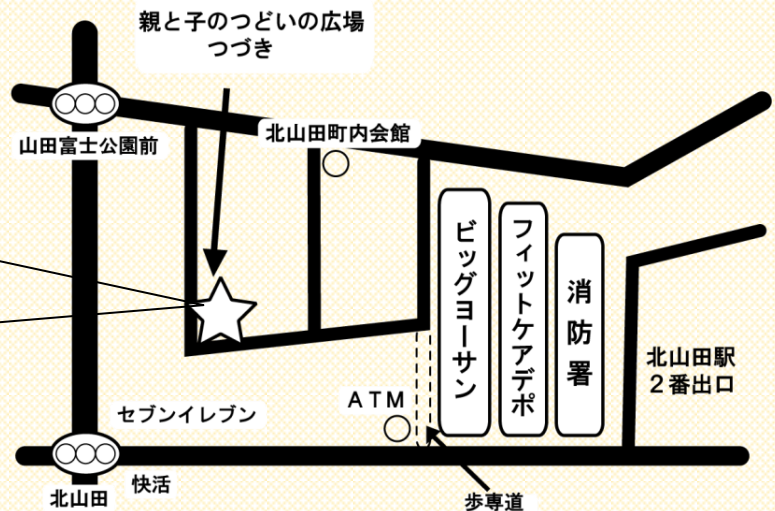 親と子のつどいの広場
つづき
山田富士公園前
北山田町内会館
ビッグヨーサン
フィットケアデポ
消防署
北山田駅
２番出口
ＡＴＭ
セブンイレブン
快活
北山田
歩専道